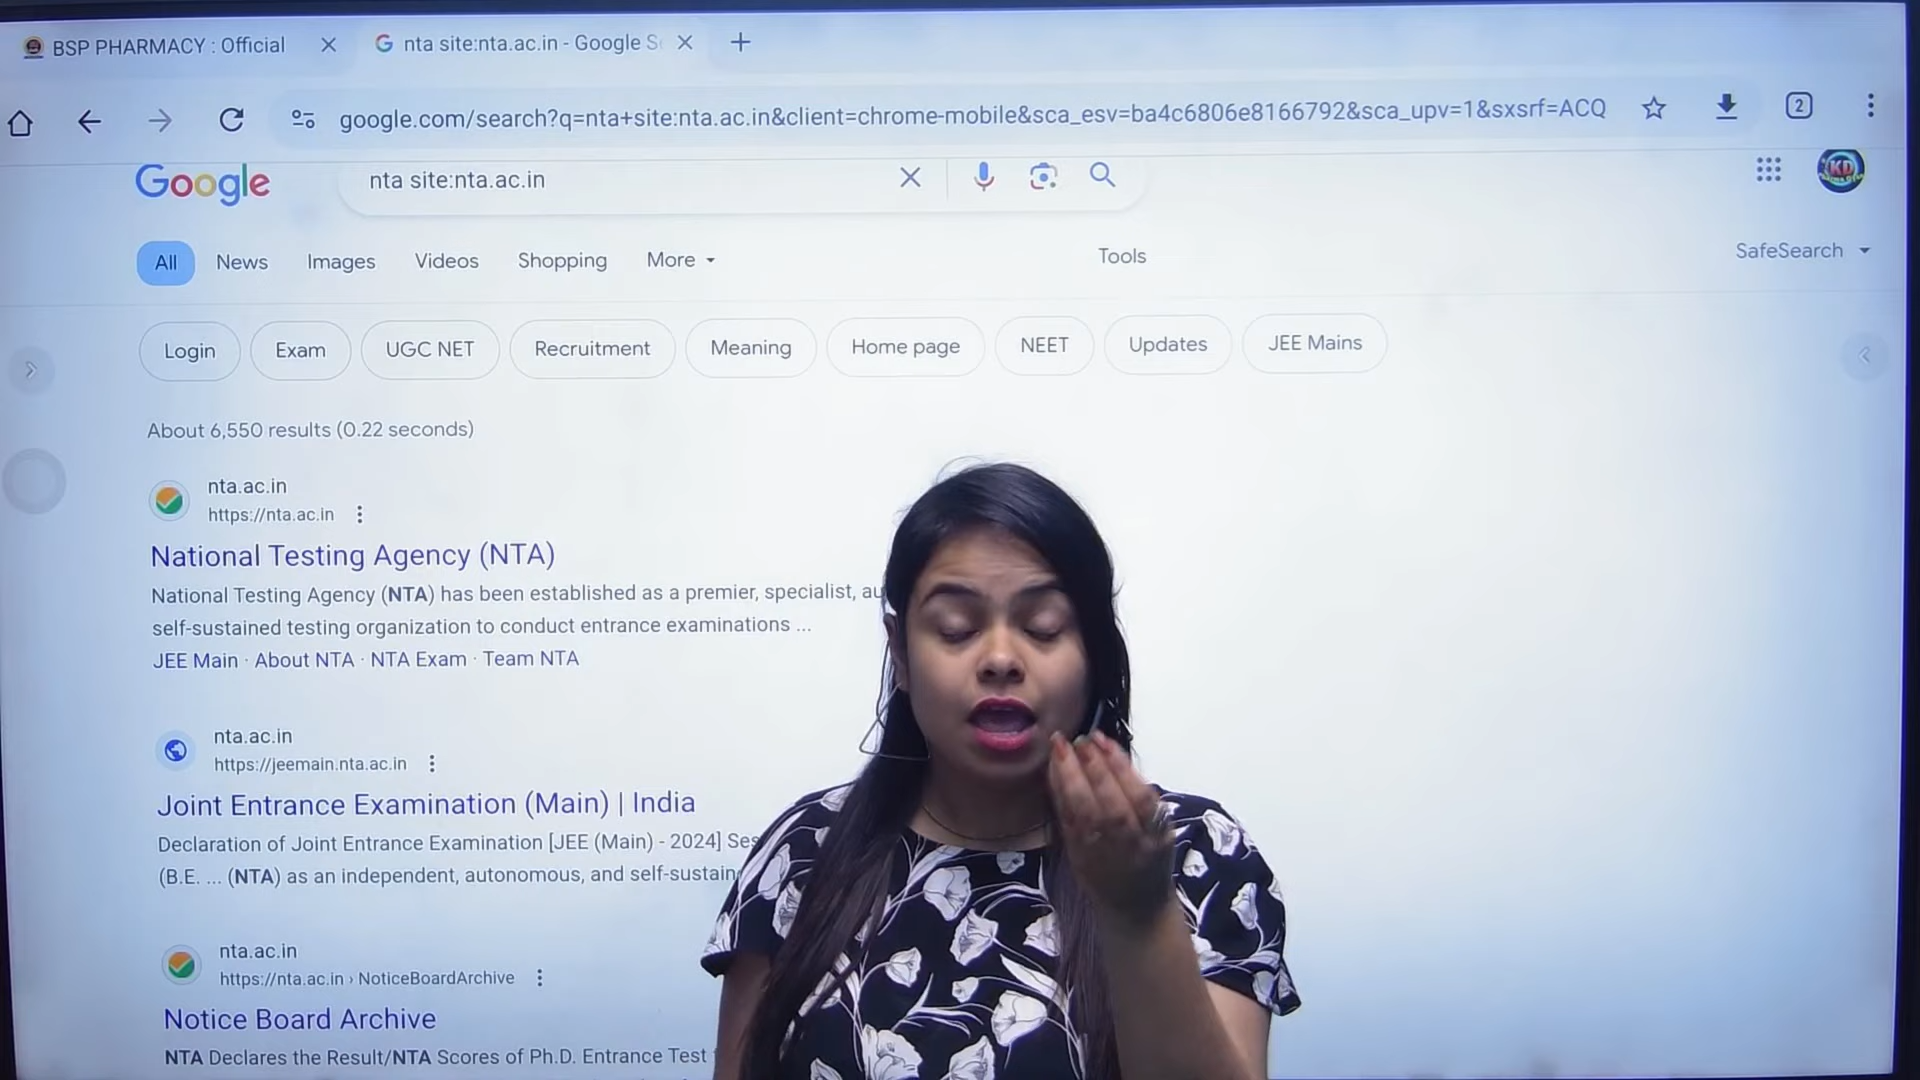 BSP PHARMACY : Official
nta site:nta.ac.in - Google S
google.com/search?q=nta+site:nta.ac.in&client=chrome-mobile&sca_esv=ba4c6806e8166792&sca_upv=1&sxsrf=ACQ
2
Google
nta site:nta.ac.in
KD
All News Images Videos Shopping More Tools SafeSearch
Login Exam UGC NET Recruitment Meaning Home page NEET Updates JEE Mains
About 6,550 results (0.22 seconds)
nta.ac.in
https://nta.ac.in
National Testing Agency (NTA)
National Testing Agency (NTA) has been established as a premier, specialist, au
self-sustained testing organization to conduct entrance examinations ...
JEE Main · About NTA · NTA Exam · Team NTA
nta.ac.in
https://jeemain.nta.ac.in
Joint Entrance Examination (Main) | India
Declaration of Joint Entrance Examination [JEE (Main) - 2024] Ses
(B.E. ... (NTA) as an independent, autonomous, and self-sustain
nta.ac.in
https://nta.ac.in › NoticeBoardArchive
Notice Board Archive
NTA Declares the Result/NTA Scores of Ph.D. Entrance Test